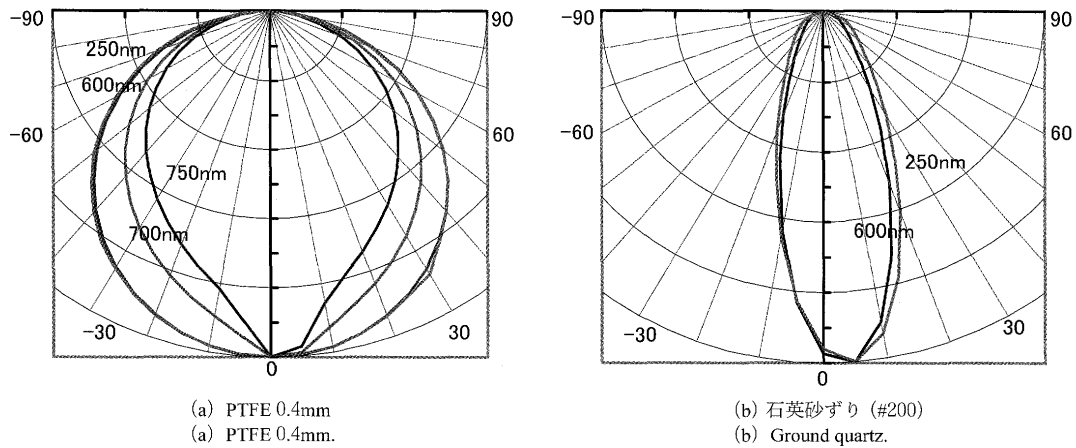 -90
90
250nm
600nm
-60
60
750nm
700nm
-30
30
0
(a) PTFE 0.4mm
(a) PTFE 0.4mm.
-90
90
-60
60
250nm
600nm
-30
30
0
(b) 石英砂ずり (#200)
(b) Ground quartz.